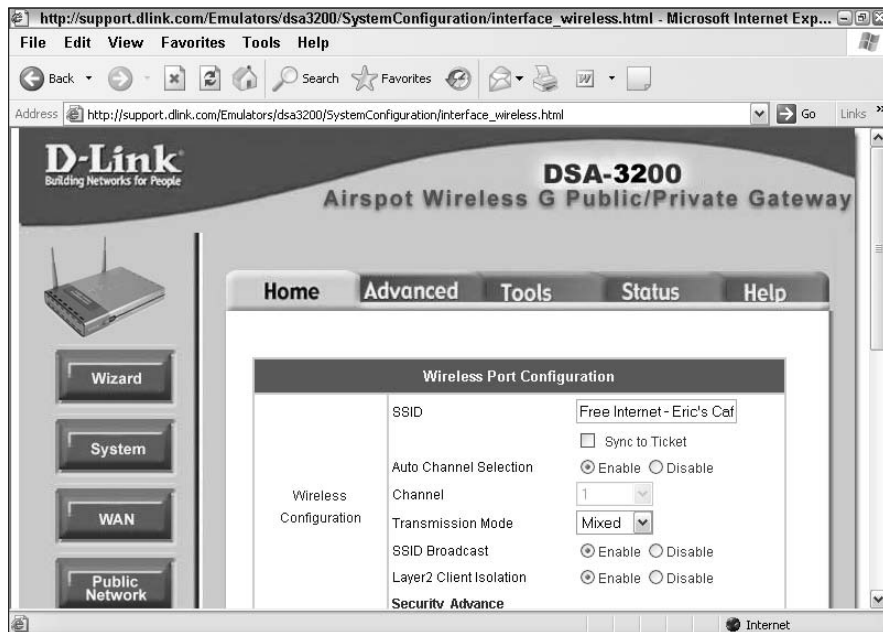 http://support.dlink.com/Emulators/dsa3200/SystemConfiguration/interface_wireless.html - Microsoft Internet Exp...
File Edit View Favorites Tools Help
Back Search Favorites
Address http://support.dlink.com/Emulators/dsa3200/SystemConfiguration/interface_wireless.html Go Links »
D-Link
Building Networks for People
DSA-3200
Airspot Wireless G Public/Private Gateway
Home Advanced Tools Status Help
Wizard
System
WAN
Public
Network
Wireless Port Configuration
Wireless
Configuration
SSID Free Internet - Eric's Caf
Sync to Ticket
Auto Channel Selection Enable Disable
Channel 1
Transmission Mode Mixed
SSID Broadcast Enable Disable
Layer2 Client Isolation Enable Disable
Security Advance
Internet